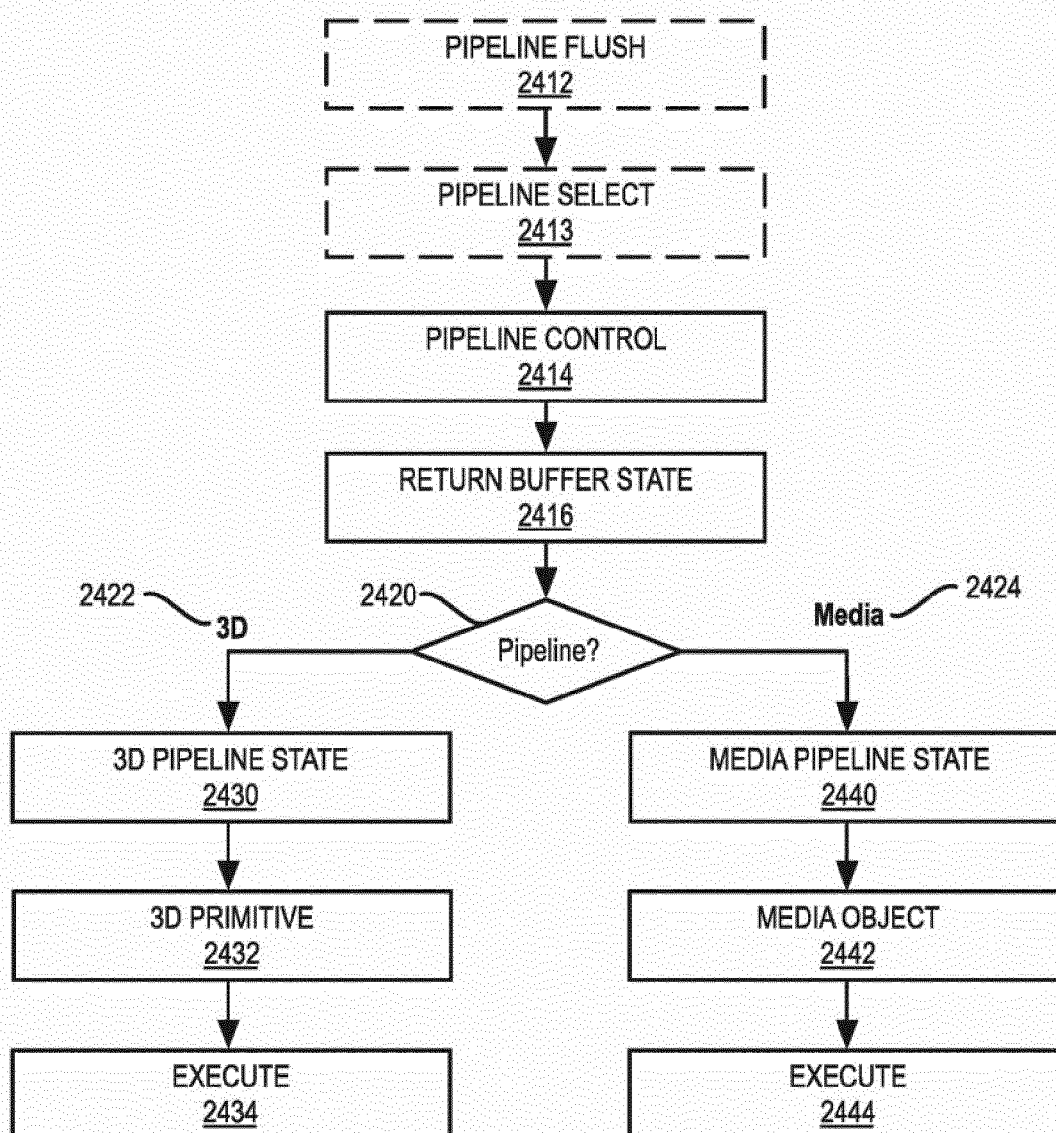 PIPELINE FLUSH
2412
PIPELINE SELECT
2413
PIPELINE CONTROL
2414
RETURN BUFFER STATE
2416
2422
3D
2420
Pipeline?
Media
2424
3D PIPELINE STATE
2430
MEDIA PIPELINE STATE
2440
3D PRIMITIVE
2432
MEDIA OBJECT
2442
EXECUTE
2434
EXECUTE
2444